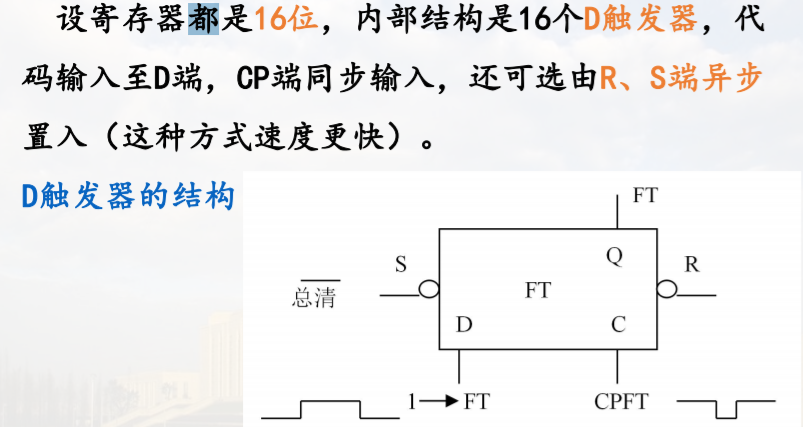 设寄存器都是16位，内部结构是16个D触发器，代
码输入至D端，CP端同步输入，还可选由R、S端异步
置入（这种方式速度更快）。
D触发器的结构
FT
S
Q
R
总清
FT
D
C
1→FT
CPFT